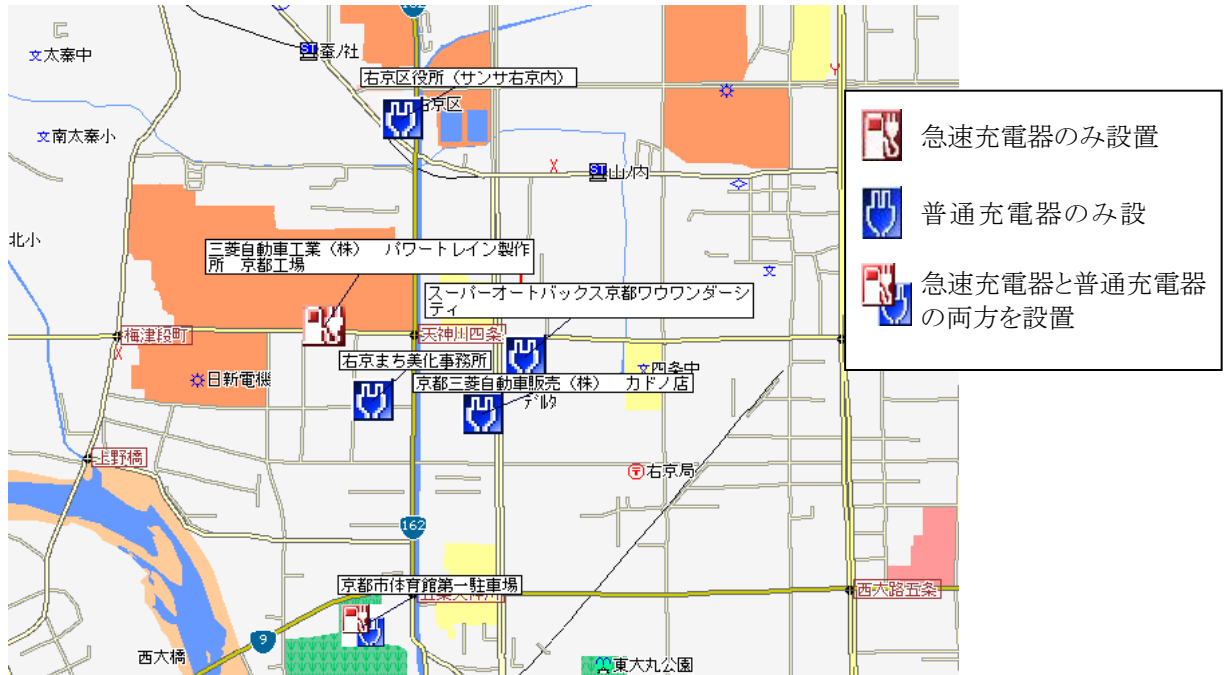 162
太秦中
ST
蚕ノ社
右京区役所（サンサ右京内）
右京区
南太秦小
ST
山ノ内
北小
三菱自動車工業（株）　パワートレイン製作
所　京都工場
スーパーオートバックス京都ワウワンダーシ
ティ
梅津段町
天神川四条
右京まち美化事務所
四条中
日新電機
京都三菱自動車販売（株）　カドノ店
デルタ
上野橋
右京局
162
京都市体育館第一駐車場
西大路五条
9
西大橋
東大丸公園
急速充電器のみ設置
普通充電器のみ設
急速充電器と普通充電器
の両方を設置